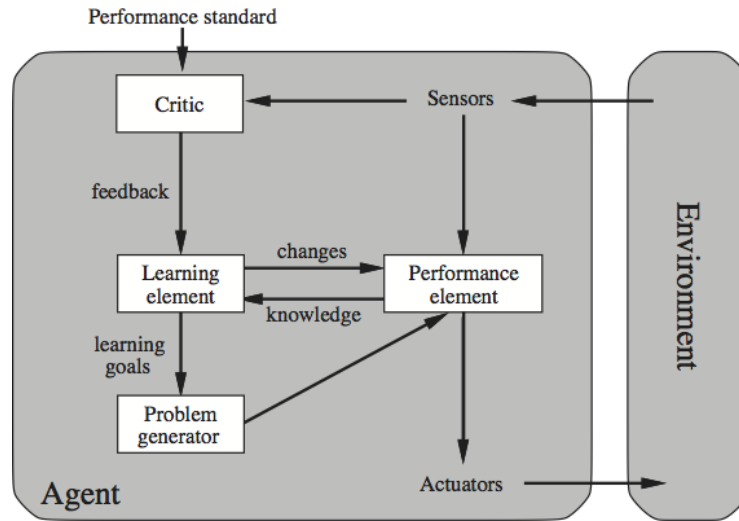 Performance standard
Critic
Sensors
feedback
changes
Learning
element
Performance
element
knowledge
learning
goals
Problem
generator
Agent
Actuators
Environment